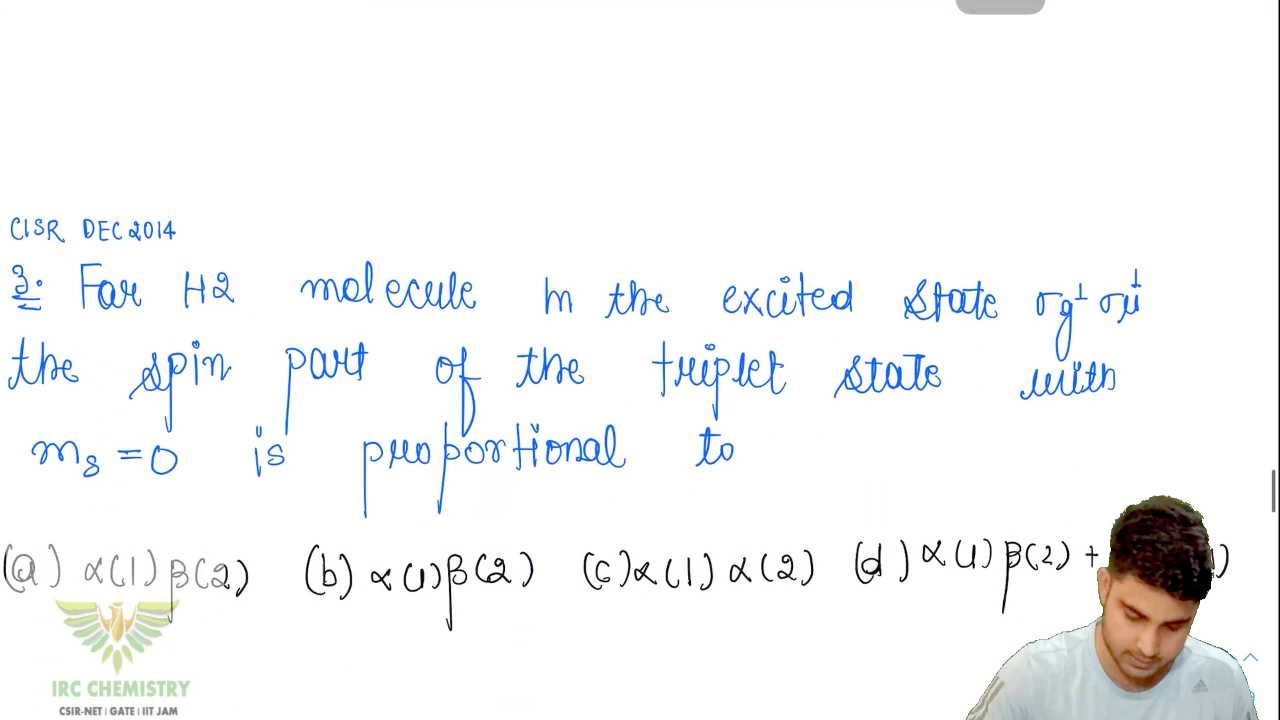 CISR DEC 2014
3. For H2 molecule In the excited state σg¹ σu¹
the spin part of the triplet state with
ms = 0 is proportional to
(a) α(1) β(2) (b) α(1) β(2) (c) α(1) α(2) (d) α(1) β(2) + 1)
IRC CHEMISTRY
CSIR-NET | GATE | IIT JAM